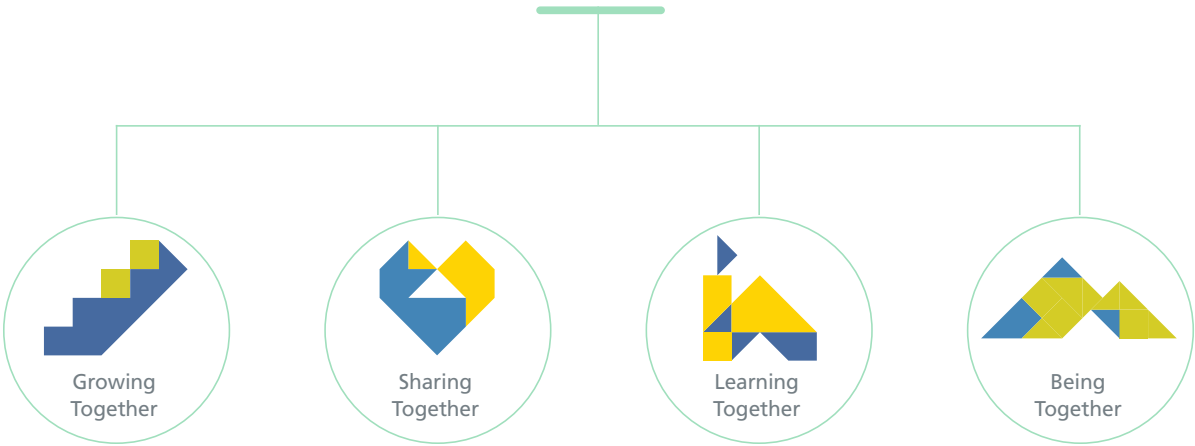 Growing
Together
Sharing
Together
Learning
Together
Being
Together